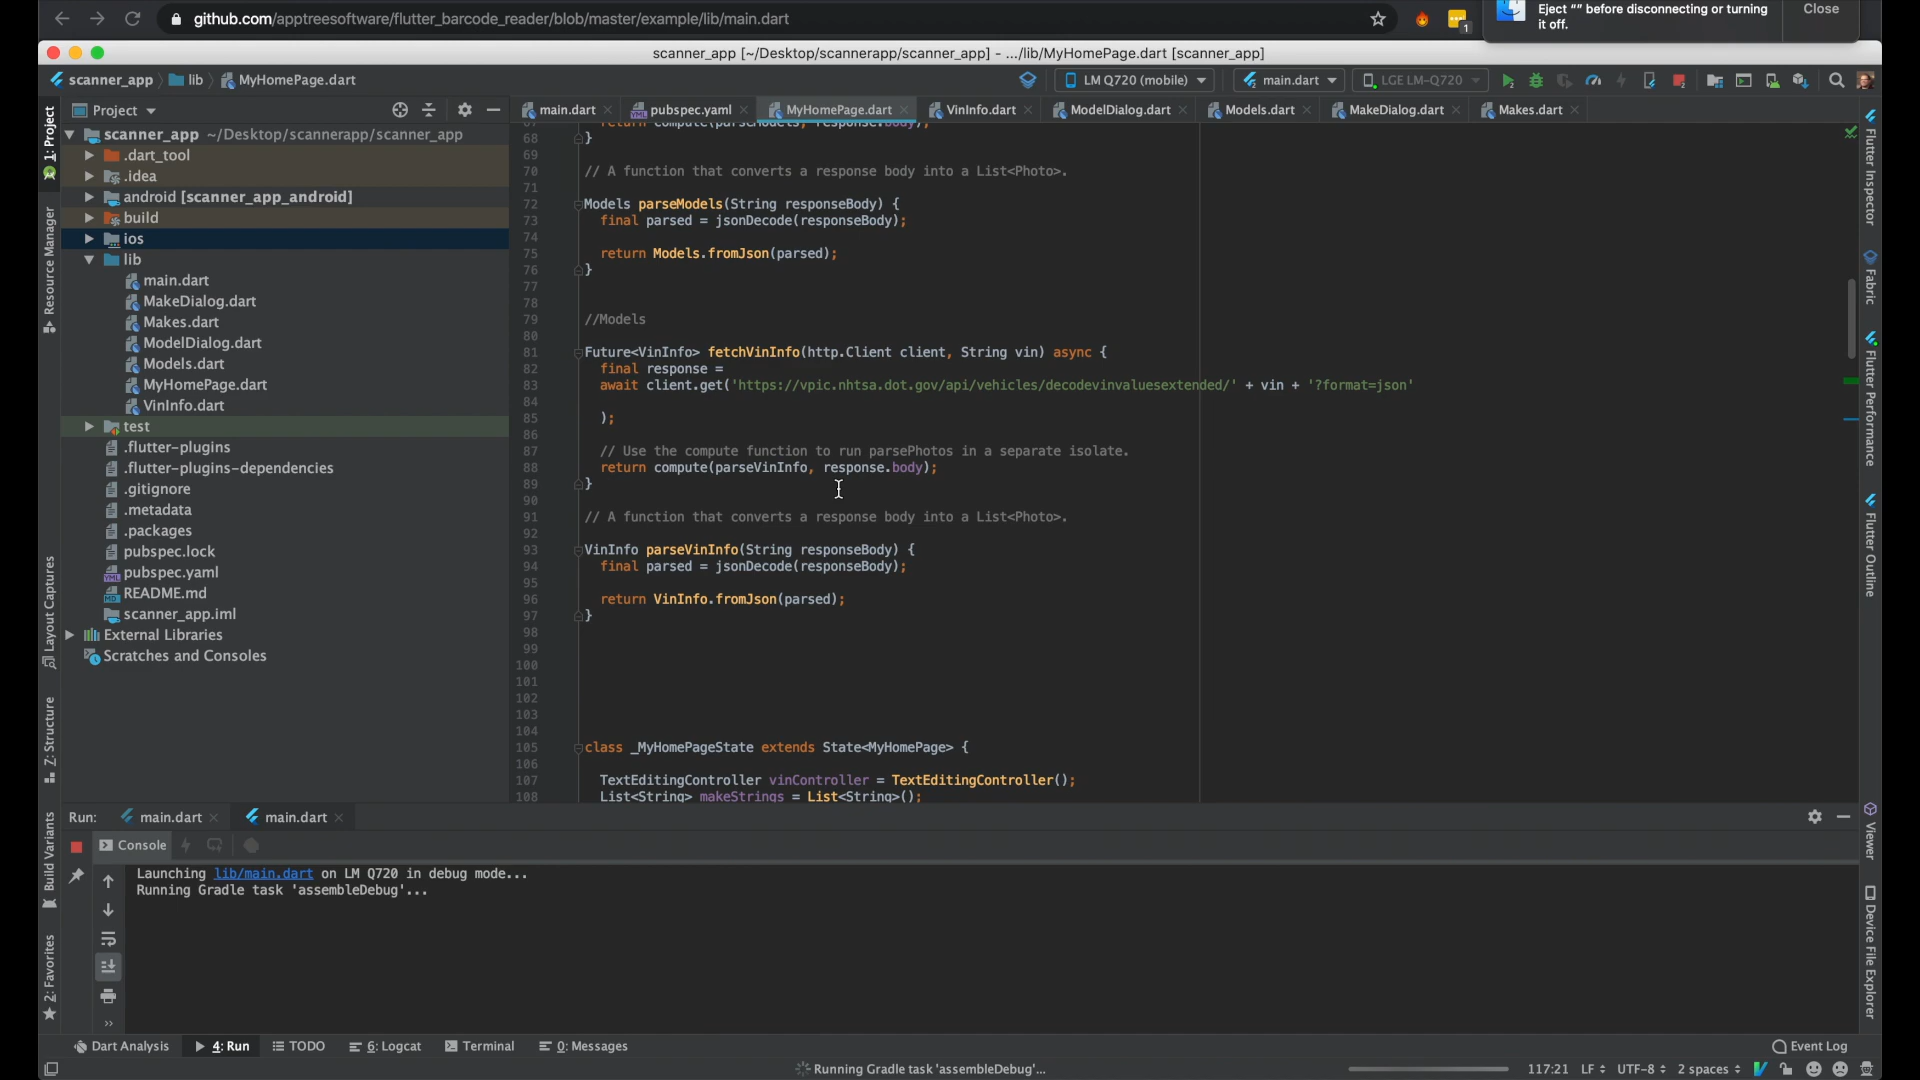 github.com/apptreesoftware/flutter_barcode_reader/blob/master/example/lib/main.dart
1
Eject “” before disconnecting or turning
it off.
Close
scanner_app [~/Desktop/scannerapp/scanner_app] - .../lib/MyHomePage.dart [scanner_app]
scanner_app lib MyHomePage.dart
LM Q720 (mobile) main.dart LGE LM-Q720
Project
main.dart pubspec.yaml MyHomePage.dart VinInfo.dart ModelDialog.dart Models.dart MakeDialog.dart Makes.dart
scanner_app ~/Desktop/scannerapp/scanner_app
.dart_tool
.idea
android [scanner_app_android]
build
ios
lib
main.dart
MakeDialog.dart
Makes.dart
ModelDialog.dart
Models.dart
MyHomePage.dart
VinInfo.dart
test
.flutter-plugins
.flutter-plugins-dependencies
.gitignore
.metadata
.packages
pubspec.lock
pubspec.yaml
README.md
scanner_app.iml
External Libraries
Scratches and Consoles
return compute(parseModels, response.body);
68 }
69
70 // A function that converts a response body into a List<Photo>.
71
72 Models parseModels(String responseBody) {
73 final parsed = jsonDecode(responseBody);
74
75 return Models.fromJson(parsed);
76 }
77
78
79 //Models
80
81 Future<VinInfo> fetchVinInfo(http.Client client, String vin) async {
82 final response =
83 await client.get('https://vpic.nhtsa.dot.gov/api/vehicles/decodevinvaluesextended/' + vin + '?format=json'
84
85 );
86
87 // Use the compute function to run parsePhotos in a separate isolate.
88 return compute(parseVinInfo, response.body);
89 }
90
91 // A function that converts a response body into a List<Photo>.
92
93 VinInfo parseVinInfo(String responseBody) {
94 final parsed = jsonDecode(responseBody);
95
96 return VinInfo.fromJson(parsed);
97 }
98
99
100
101
102
103
104
105 class _MyHomePageState extends State<MyHomePage> {
106
107 TextEditingController vinController = TextEditingController();
108 List<String> makeStrings = List<String>();
1: Project
Resource Manager
Layout Captures
Z: Structure
Build Variants
2: Favorites
Flutter Inspector
Fabric
Flutter Performance
Flutter Outline
Viewer
Device File Explorer
Run: main.dart main.dart
Console
Launching lib/main.dart on LM Q720 in debug mode...
Running Gradle task 'assembleDebug'...
»
Dart Analysis 4: Run TODO 6: Logcat Terminal 0: Messages Event Log
Running Gradle task 'assembleDebug'... 117:21 LF UTF-8 2 spaces